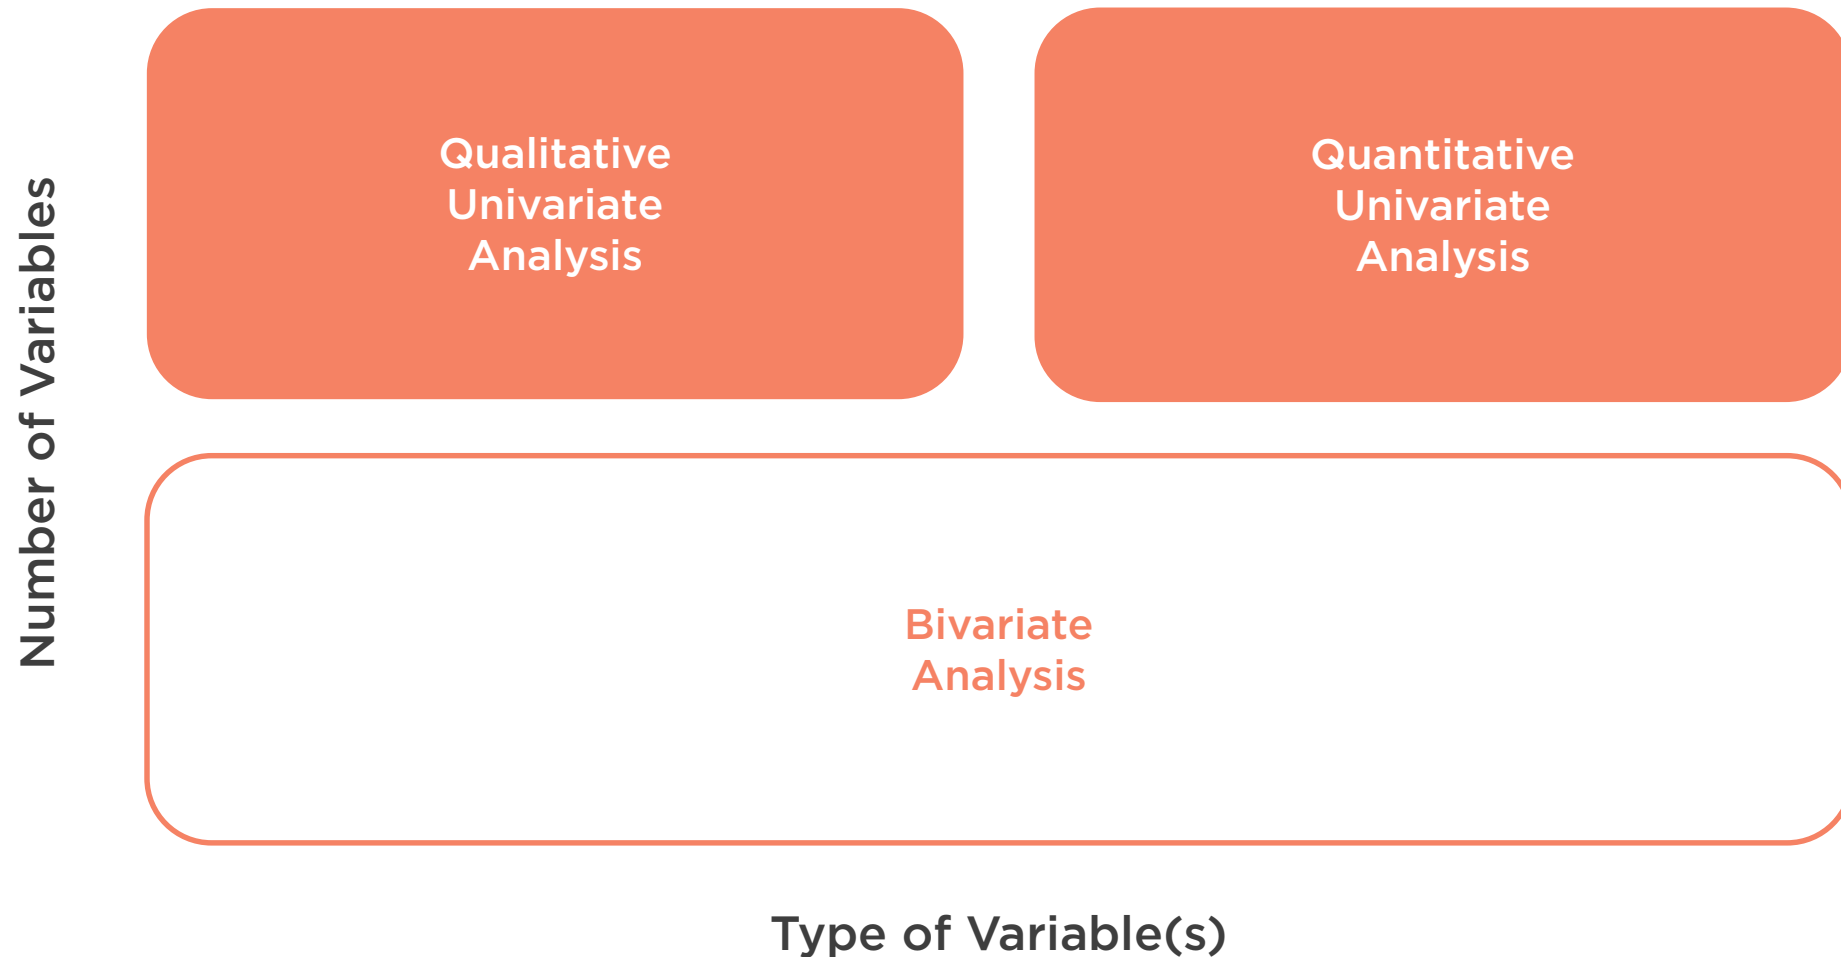 Number of Variables
Qualitative
Univariate
Analysis
Quantitative
Univariate
Analysis
Bivariate
Analysis
Type of Variable(s)